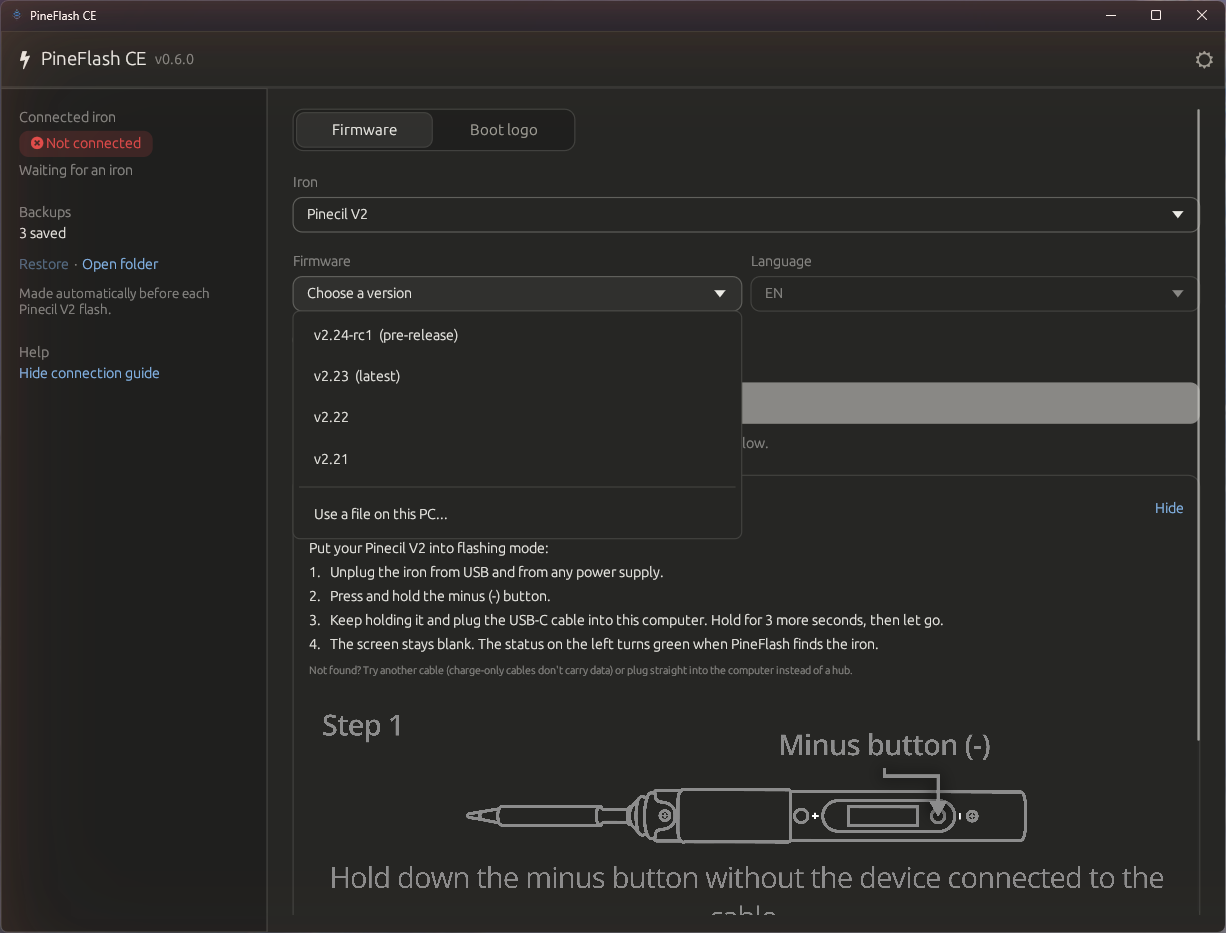 PineFlash CE
PineFlash CE v0.6.0
Connected iron
Not connected
Waiting for an iron
Backups
3 saved
Restore · Open folder
Made automatically before each
Pinecil V2 flash.
Help
Hide connection guide
Firmware
Boot logo
Iron
Pinecil V2
Firmware
Language
Choose a version
EN
v2.24-rc1 (pre-release)
v2.23 (latest)
v2.22
v2.21
low.
Use a file on this PC...
Hide
Put your Pinecil V2 into flashing mode:
1. Unplug the iron from USB and from any power supply.
2. Press and hold the minus (-) button.
3. Keep holding it and plug the USB-C cable into this computer. Hold for 3 more seconds, then let go.
4. The screen stays blank. The status on the left turns green when PineFlash finds the iron.
Not found? Try another cable (charge-only cables don't carry data) or plug straight into the computer instead of a hub.
Step 1
Minus button (-)
Hold down the minus button without the device connected to the